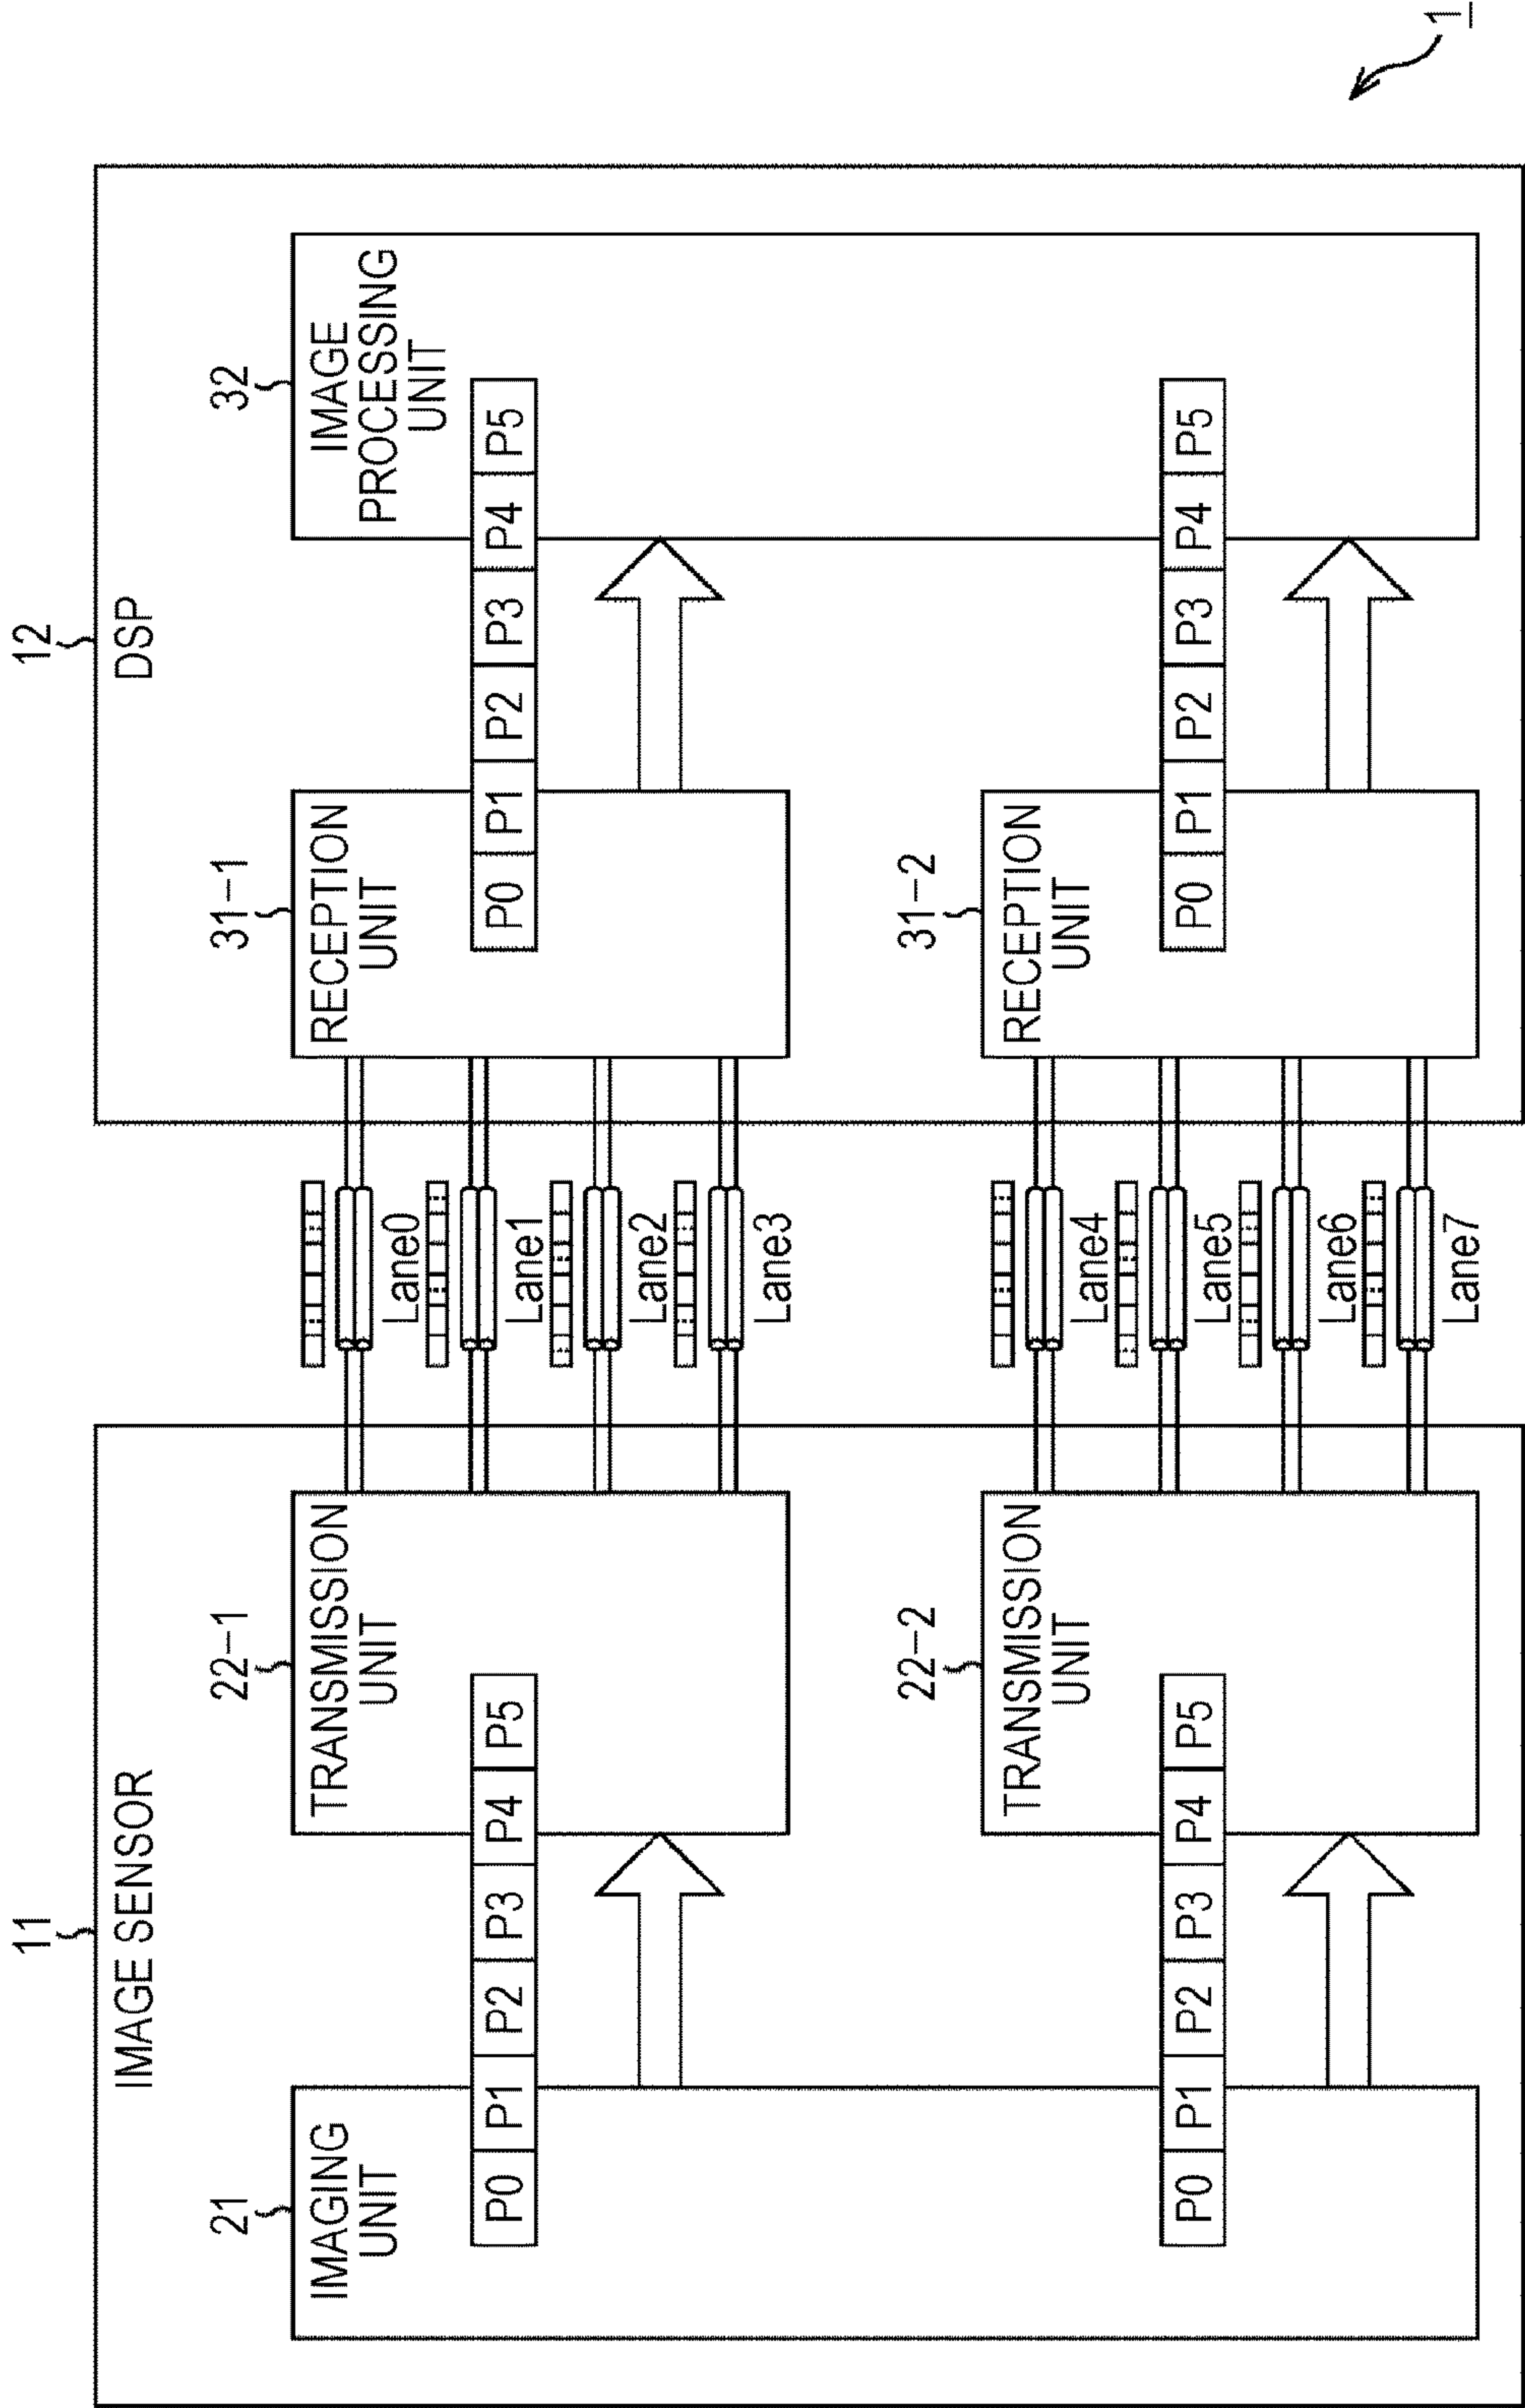 1
11
IMAGE SENSOR
21
IMAGING
UNIT
P0 P1 P2 P3 P4 P5
P0 P1 P2 P3 P4 P5
22-1
TRANSMISSION
UNIT
22-2
TRANSMISSION
UNIT
Lane0
Lane1
Lane2
Lane3
Lane4
Lane5
Lane6
Lane7
12
DSP
31-1
RECEPTION
UNIT
P0 P1 P2 P3 P4 P5
31-2
RECEPTION
UNIT
P0 P1 P2 P3 P4 P5
32
IMAGE
PROCESSING
UNIT